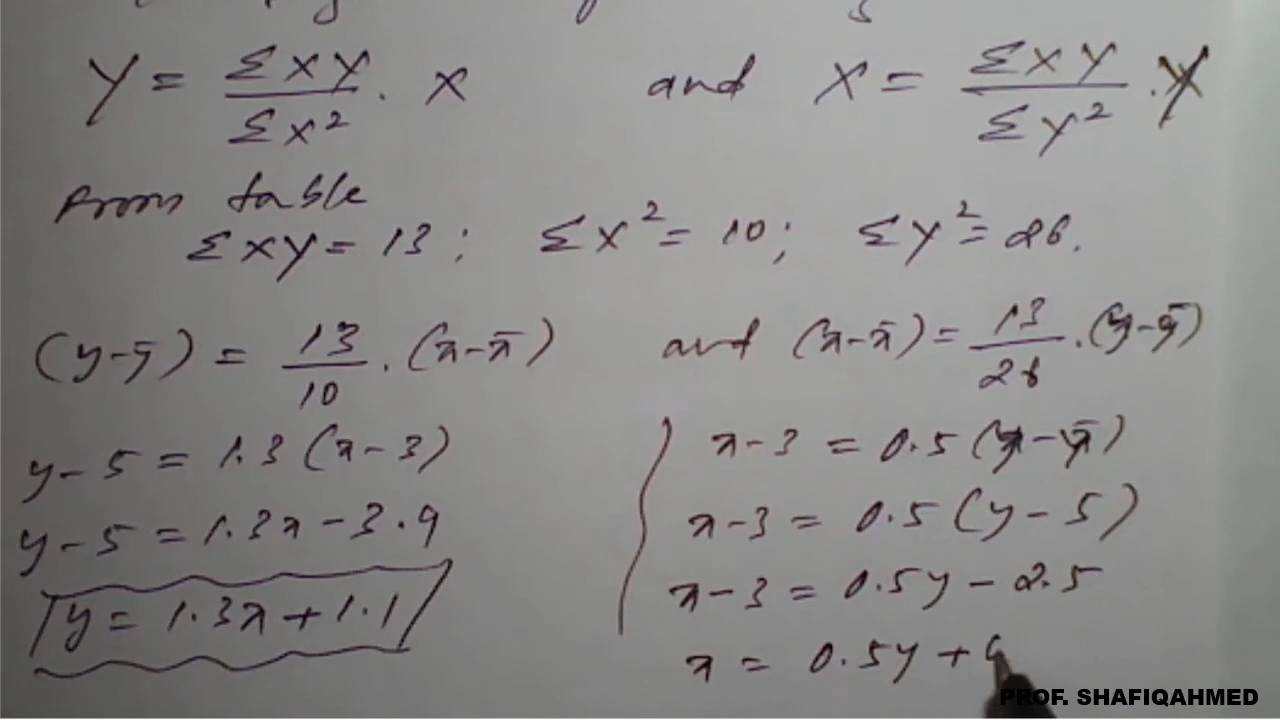 Y = ΣXY / ΣX² . X and X = ΣXY / ΣY² . Y
From table
ΣXY = 13 ; ΣX² = 10 ; ΣY² = 26.
(y-ȳ) = 13/10 . (x-x̄) and (x-x̄) = 13/26 . (y-ȳ)
y-5 = 1.3 (x-3)
y-5 = 1.3x-3.9
y = 1.3x+1.1
x-3 = 0.5 (y-ȳ)
x-3 = 0.5 (y-5)
x-3 = 0.5y-2.5
x = 0.5y+
PROF. SHAFIQAHMED